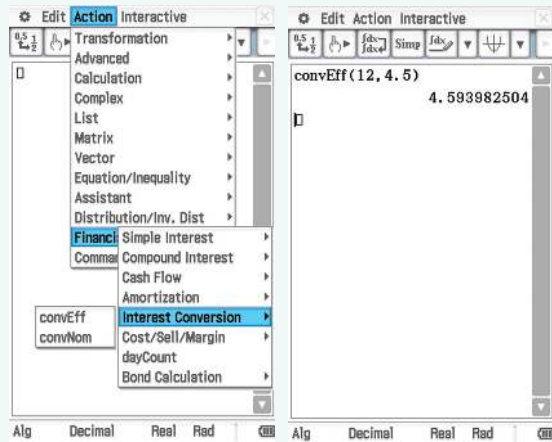 Edit Action Interactive
Transformation
Advanced
Calculation
Complex
List
Matrix
Vector
Equation/Inequality
Assistant
Distribution/Inv. Dist
Financi
Simple Interest
Comman
Compound Interest
Cash Flow
Amortization
convEff
Interest Conversion
convNom
Cost/Sell/Margin
dayCount
Bond Calculation
Alg Decimal Real Rad
Edit Action Interactive
Simp
convEff(12,4.5)
4.593982504
Alg Decimal Real Rad